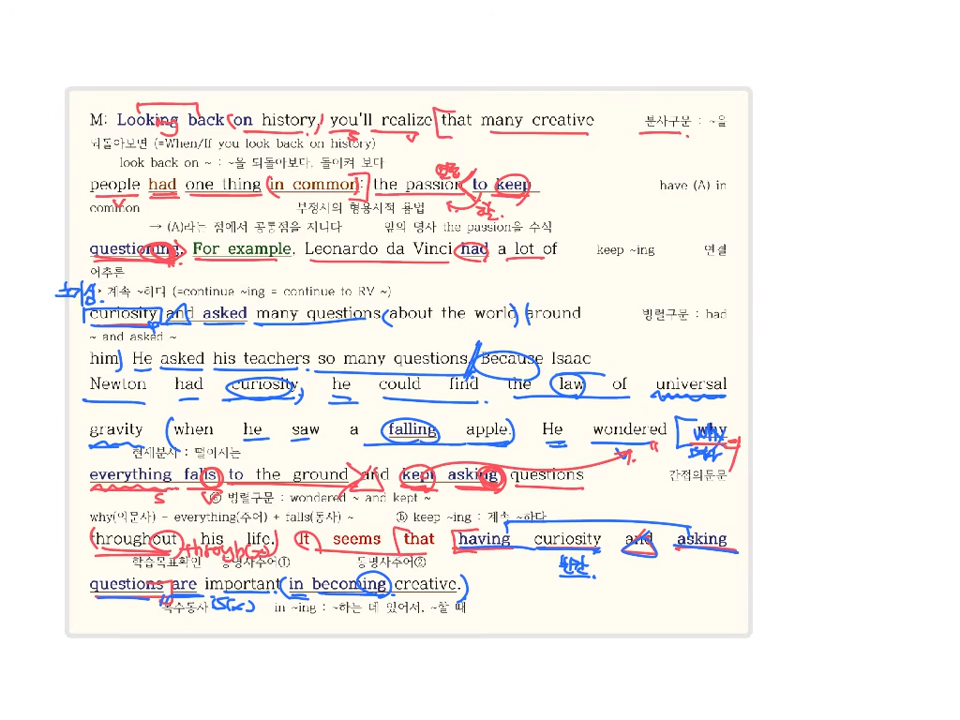 M: Looking back on history, you'll realize that many creative 분사구문 : ~을
되돌아보면 (=When/If you look back on history)
look back on ~ : ~을 되돌아보다, 돌이켜 보다
people had one thing in common: the passion to keep have (A) in
common 부정사의 형용사적 용법
→ (A)라는 점에서 공통점을 지니다 앞의 명사 the passion을 수식
questioning. For example, Leonardo da Vinci had a lot of keep ~ing 연결
어추론
계속 ~하다 (=continue ~ing = continue to RV ~)
curiosity and asked many questions about the world around 병렬구문 : had
~ and asked ~
him. He asked his teachers so many questions. Because Isaac
Newton had curiosity, he could find the law of universal
gravity when he saw a falling apple. He wondered why
현재분사 : 떨어지는
everything falls to the ground and kept asking questions 간접의문문
ⓐ 병렬구문 : wondered ~ and kept ~
why(의문사) - everything(주어) + falls(동사) ~ ⓑ keep ~ing : 계속 ~하다
throughout his life. It seems that having curiosity and asking
through(x)
학습목표확인 동명사주어① 동명사주어②
questions are important in becoming creative.
복수동사 is(x) in ~ing : ~하는 데 있어서, ~할 때